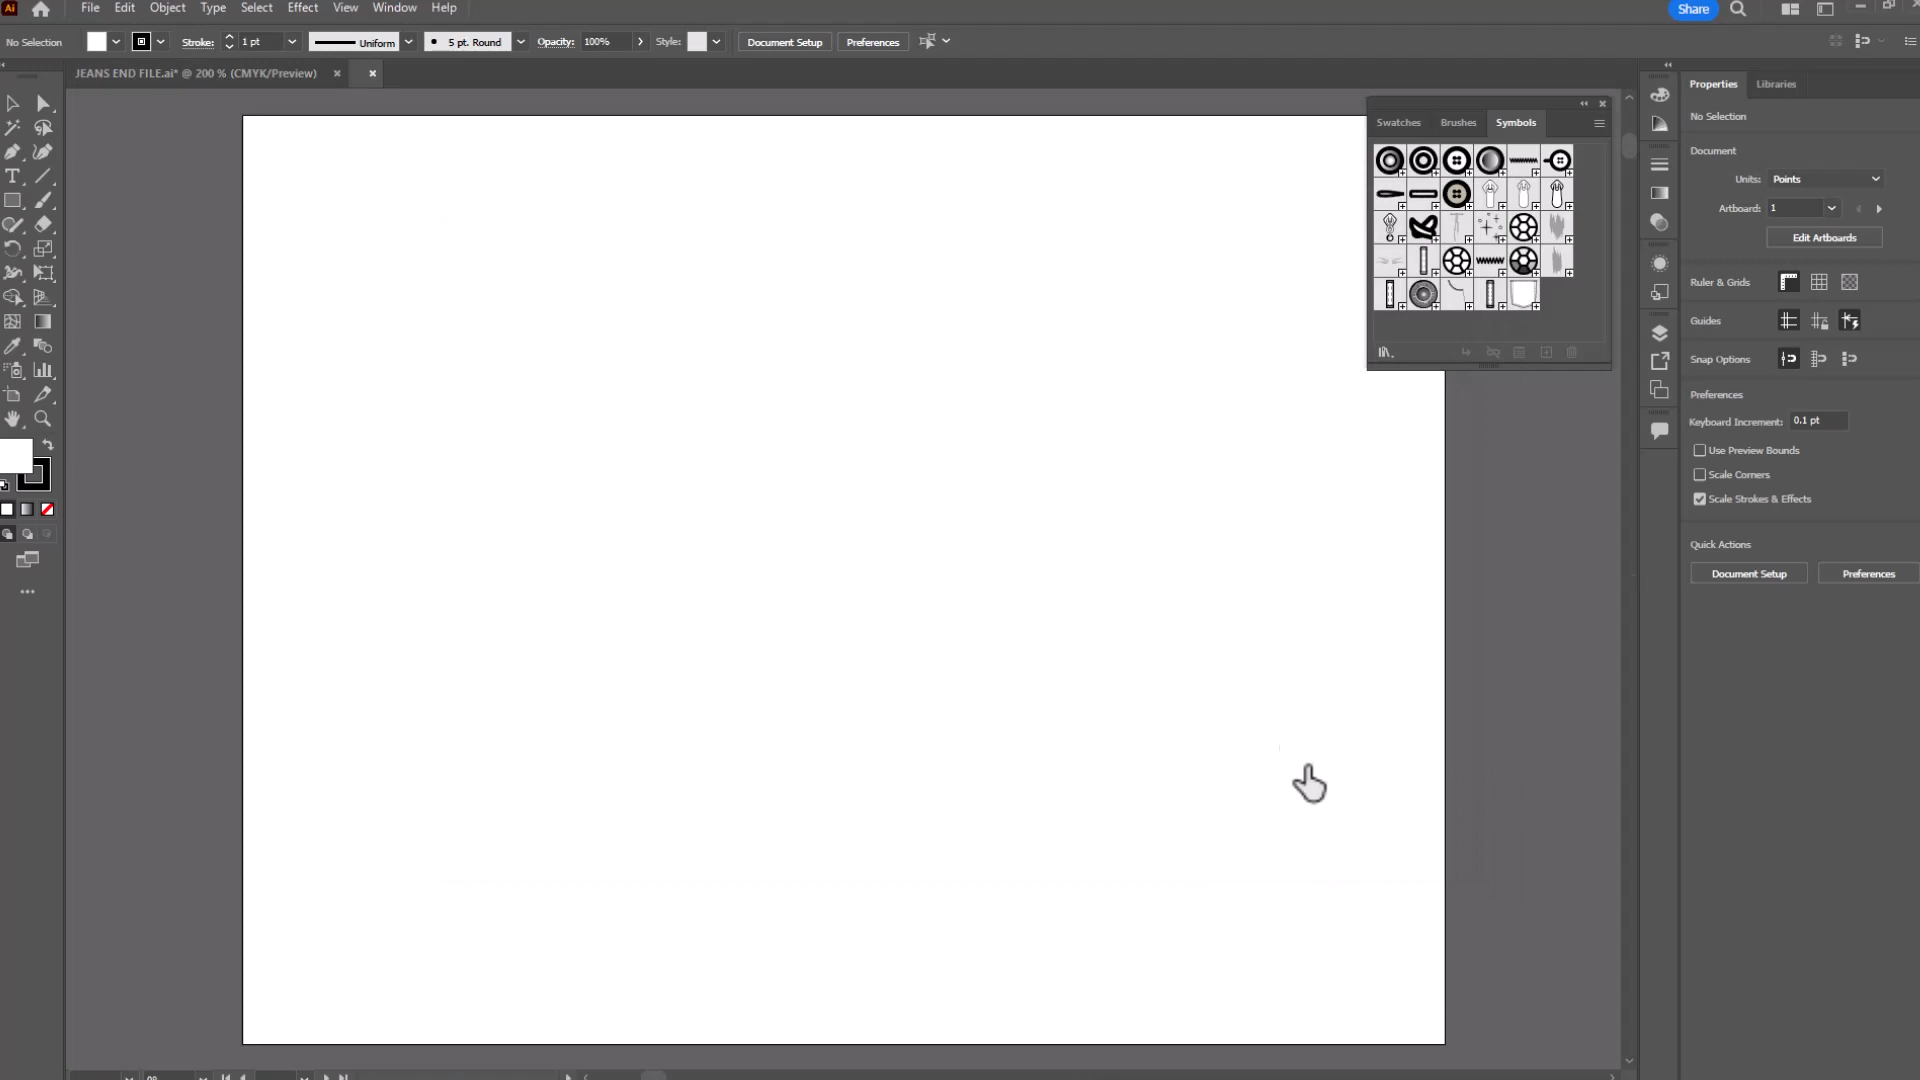 Ai File Edit Object Type Select Effect View Window Help Share
No Selection Stroke: 1 pt Uniform 5 pt. Round Opacity: 100% Style: Document Setup Preferences
JEANS END FILE.ai* @ 200 % (CMYK/Preview)
Properties Libraries
No Selection
Swatches Brushes Symbols
Document
Units: Points
Artboard: 1
Edit Artboards
Ruler & Grids
Guides
Snap Options
Preferences
Keyboard Increment: 0.1 pt
Use Preview Bounds
Scale Corners
Scale Strokes & Effects
Quick Actions
Document Setup Preferences